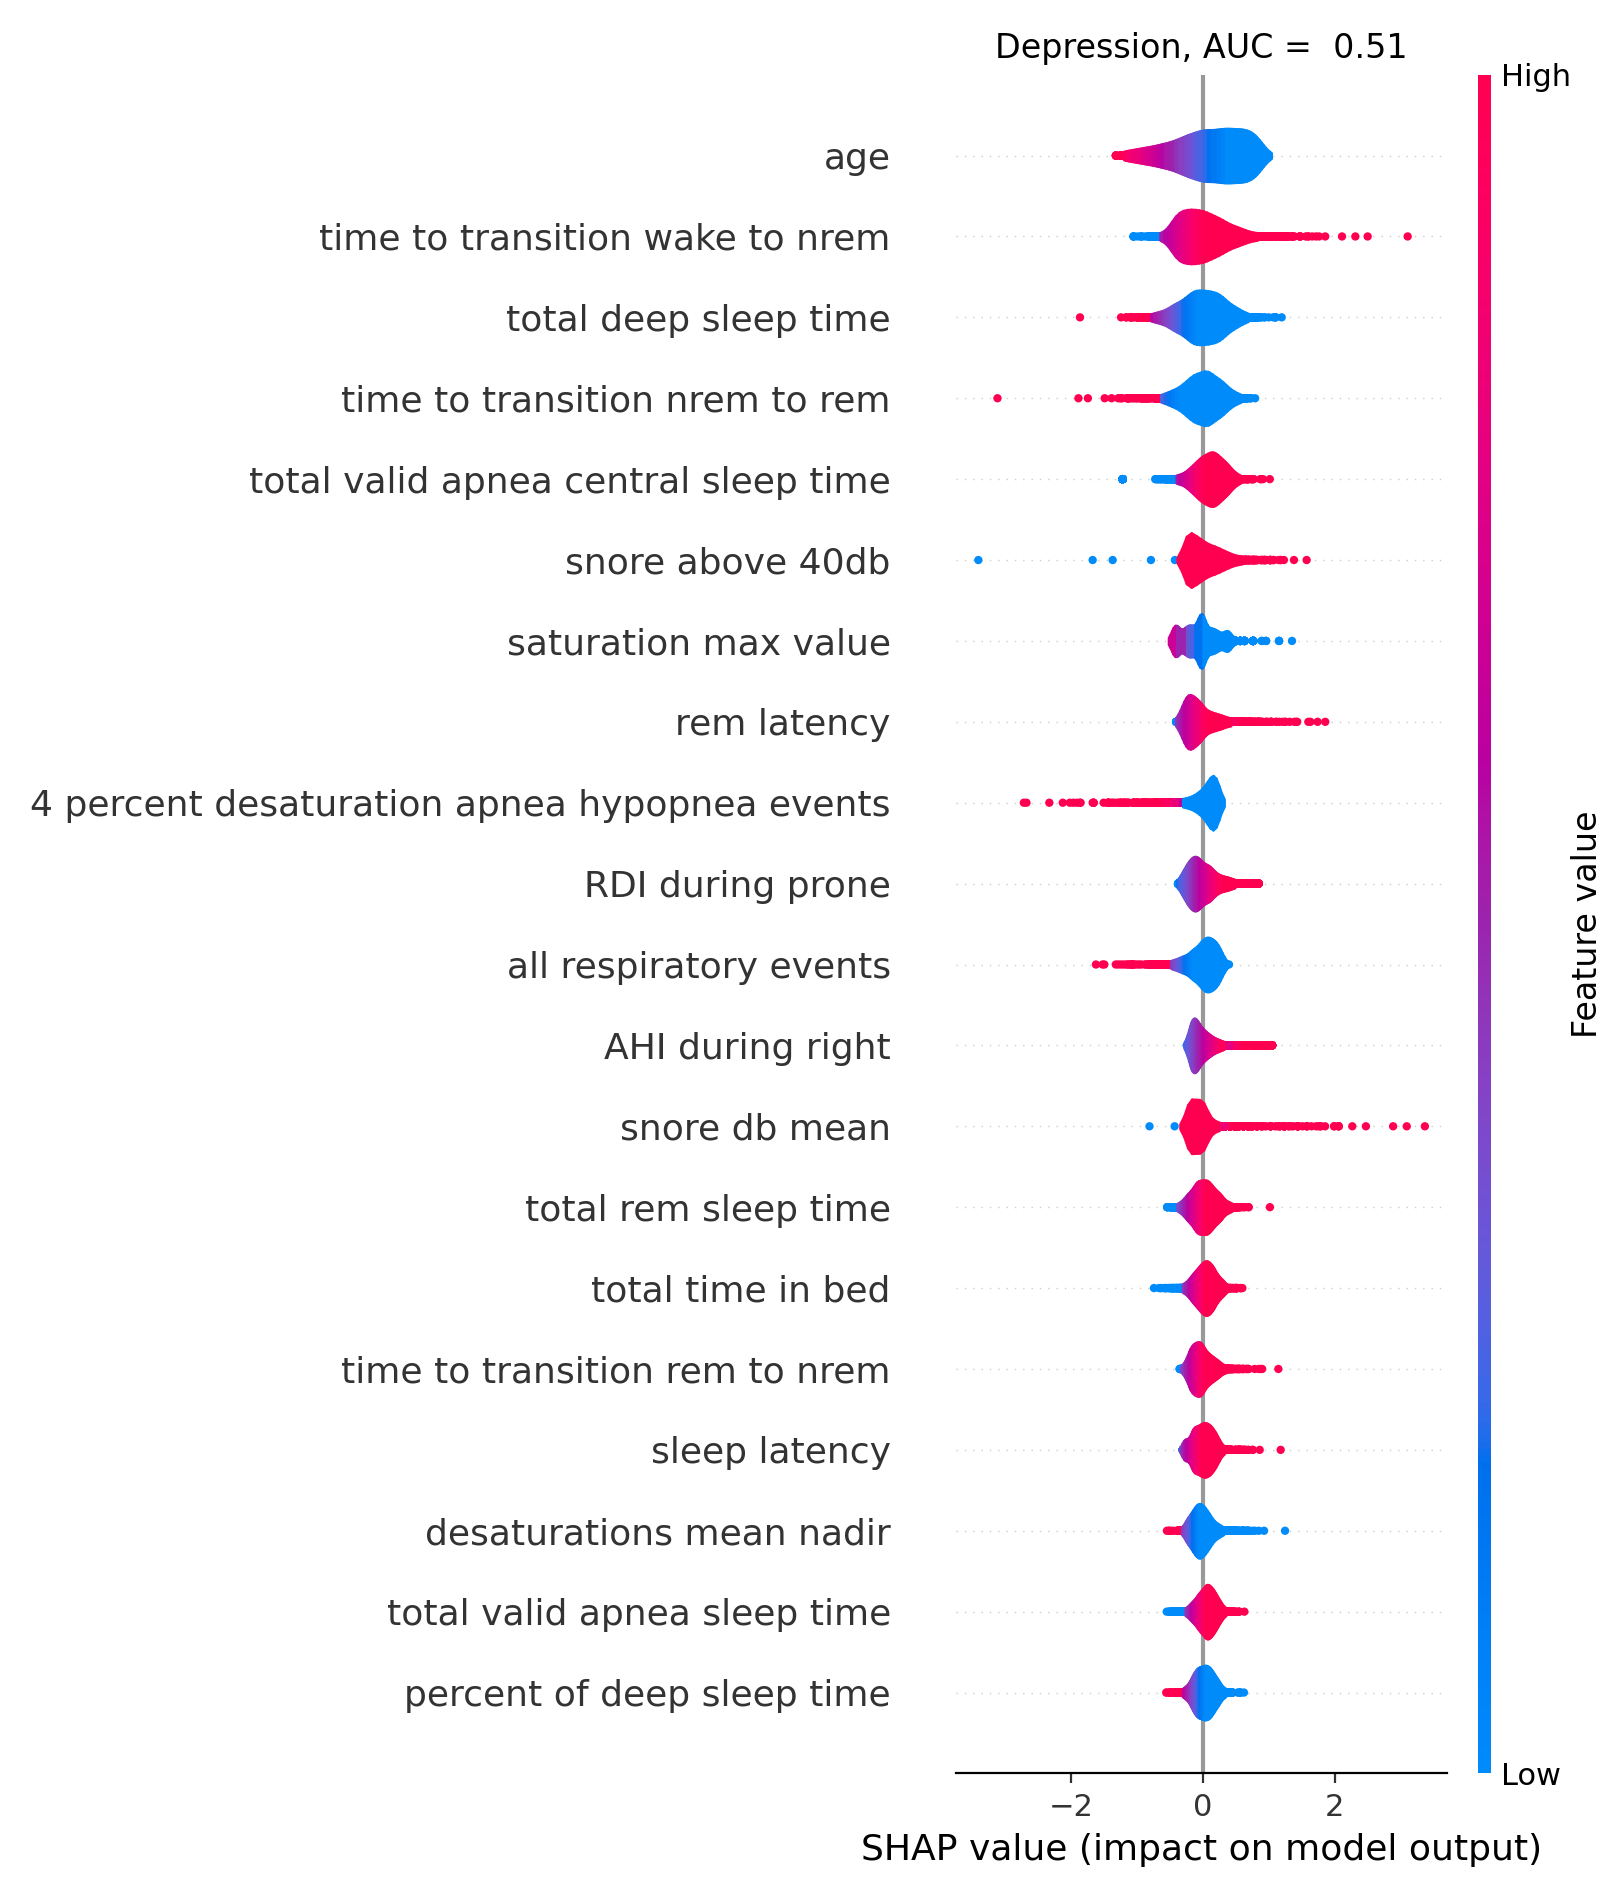 Depression, AUC =  0.51
High
age
time to transition wake to nrem
total deep sleep time
time to transition nrem to rem
total valid apnea central sleep time
snore above 40db
saturation max value
rem latency
4 percent desaturation apnea hypopnea events
RDI during prone
all respiratory events
AHI during right
snore db mean
total rem sleep time
total time in bed
time to transition rem to nrem
sleep latency
desaturations mean nadir
total valid apnea sleep time
percent of deep sleep time
Feature value
Low
−2 0 2
SHAP value (impact on model output)